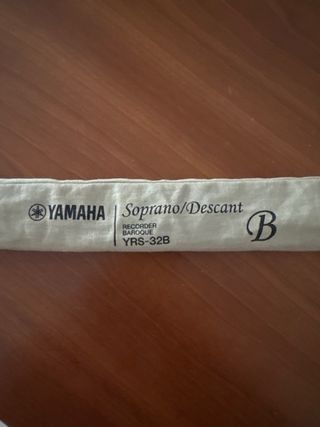 YAMAHA
Soprano/Descant
RECORDER
BAROQUE
YRS-32B
B